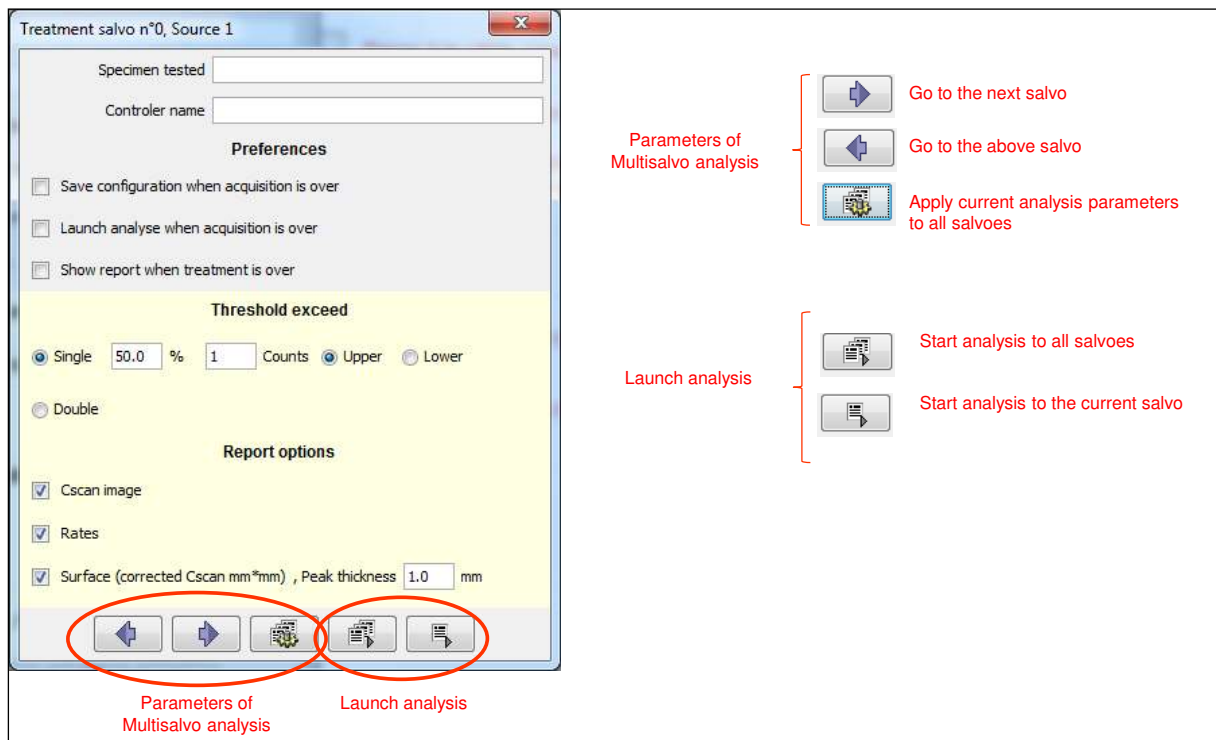 Treatment salvo n°0, Source 1
Specimen tested
Controler name
Preferences
Save configuration when acquisition is over
Launch analyse when acquisition is over
Show report when treatment is over
Threshold exceed
Single 50.0 % 1 Counts Upper Lower
Double
Report options
Cscan image
Rates
Surface (corrected Cscan mm*mm) , Peak thickness 1.0 mm
Parameters of
Multisalvo analysis
Launch analysis
Parameters of
Multisalvo analysis
Go to the next salvo
Go to the above salvo
Apply current analysis parameters
to all salvoes
Launch analysis
Start analysis to all salvoes
Start analysis to the current salvo